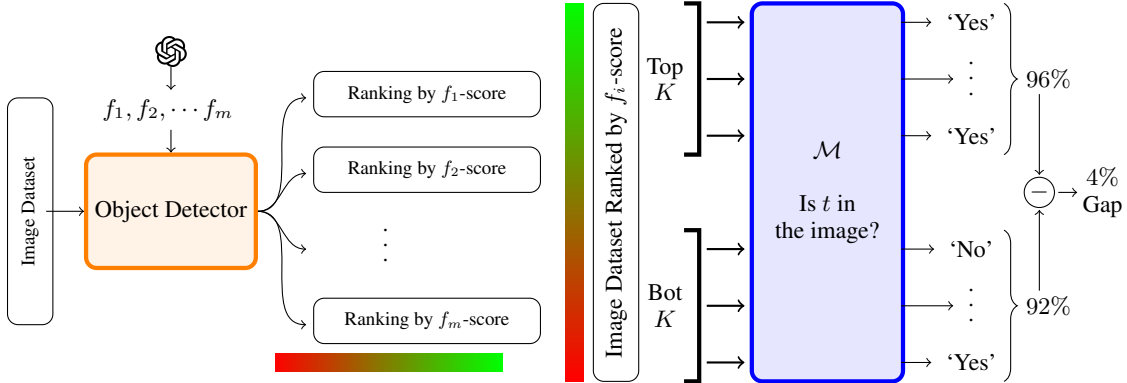 f₁, f₂, ⋯ fₘ
Image Dataset
Object Detector
Ranking by f₁-score
Ranking by f₂-score
⋮
Ranking by fₘ-score
Image Dataset Ranked by fᵢ-score
Top
K
Bot
K
ℳ
Is t in
the image?
‘Yes’
⋮
‘Yes’
96%
‘No’
⋮
‘Yes’
92%
−
4%
Gap